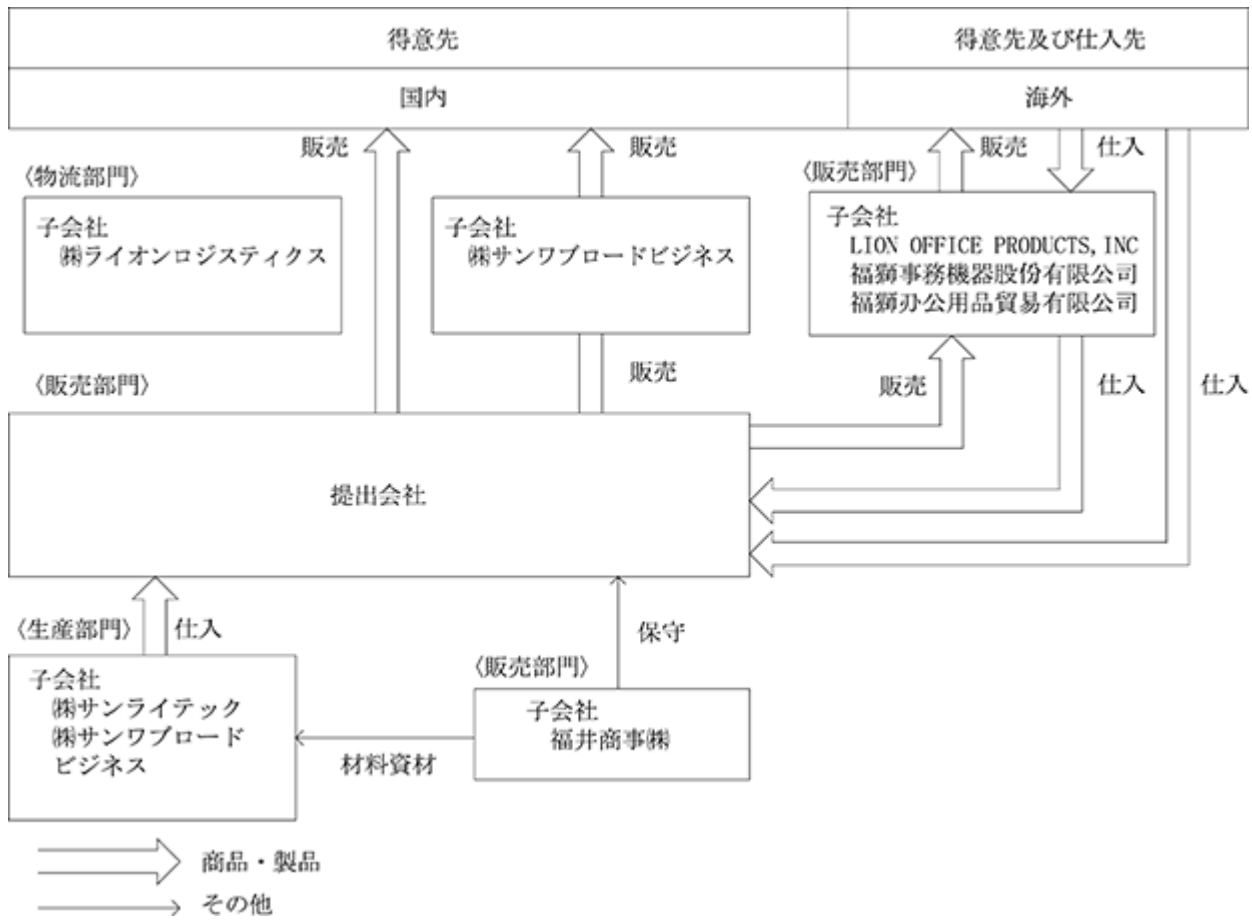 得意先
得意先及び仕入先
国内
海外
販売
販売
販売
仕入
〈物流部門〉
〈販売部門〉
子会社
㈱ライオンロジスティクス
子会社
㈱サンワブロードビジネス
子会社
LION OFFICE PRODUCTS,INC
福獅事務機器股份有限公司
福獅办公用品貿易有限公司
〈販売部門〉
販売
販売
仕入
仕入
提出会社
〈生産部門〉
仕入
保守
〈販売部門〉
子会社
㈱サンライテック
㈱サンワブロード
ビジネス
子会社
福井商事㈱
材料資材
商品・製品
その他